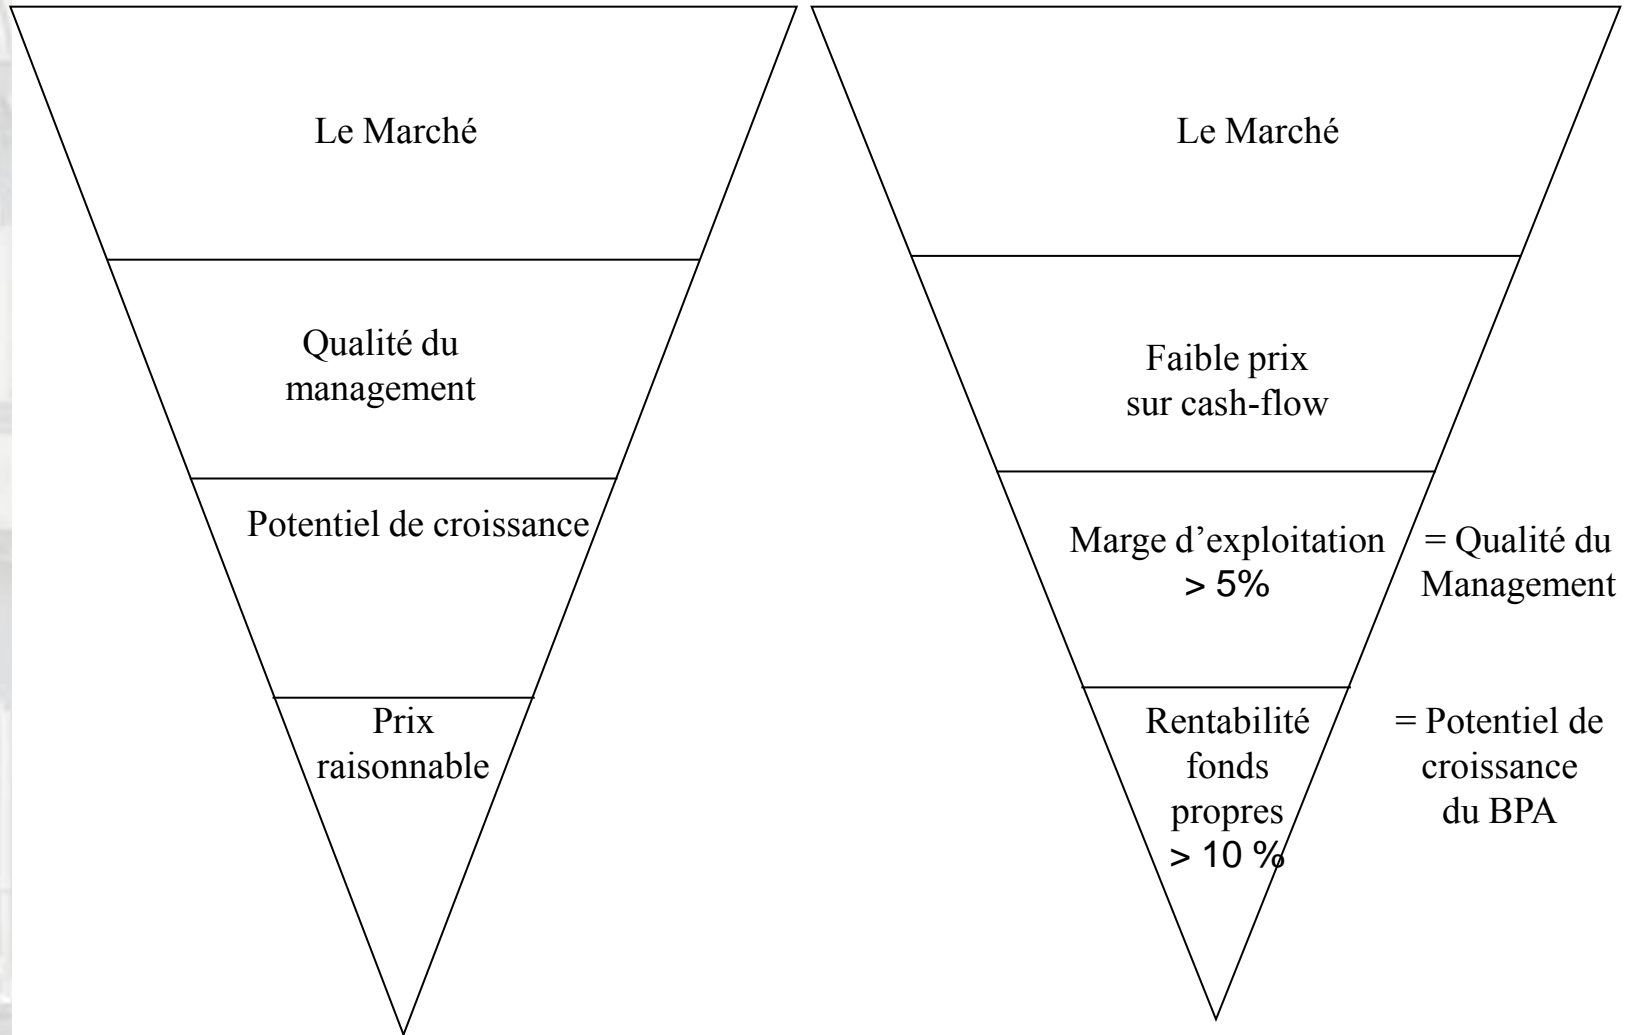 Le Marché
Qualité du
management
Potentiel de croissance
Prix
raisonnable
Le Marché
Faible prix
sur cash-flow
Marge d’exploitation
> 5%
= Qualité du
Management
Rentabilité
fonds
propres
> 10 %
= Potentiel de
croissance
du BPA